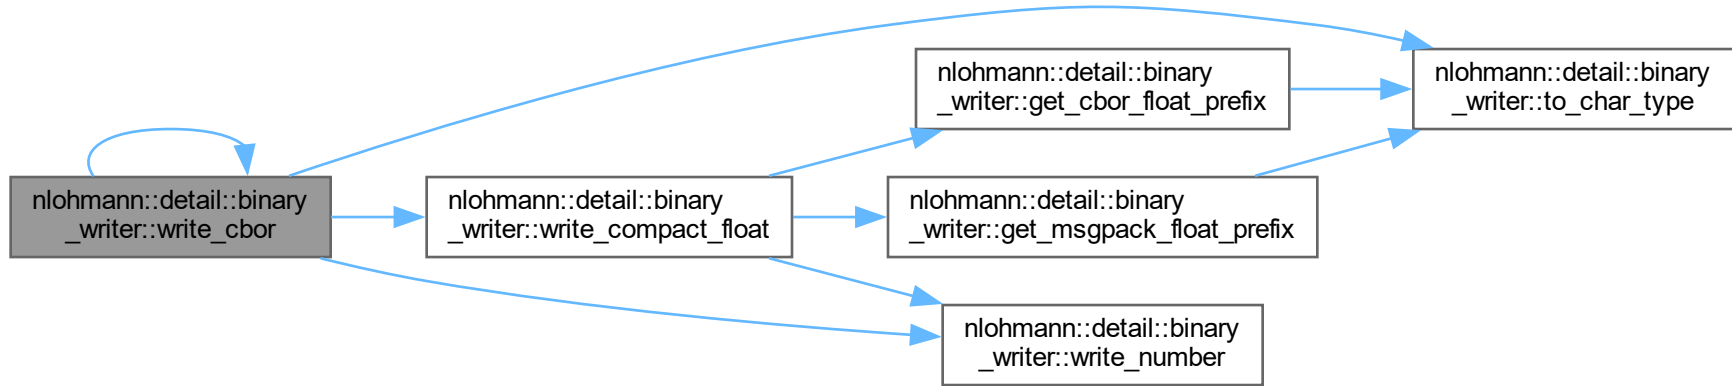 nlohmann::detail::binary
_writer::write_cbor
nlohmann::detail::binary
_writer::write_compact_float
nlohmann::detail::binary
_writer::get_cbor_float_prefix
nlohmann::detail::binary
_writer::get_msgpack_float_prefix
nlohmann::detail::binary
_writer::write_number
nlohmann::detail::binary
_writer::to_char_type